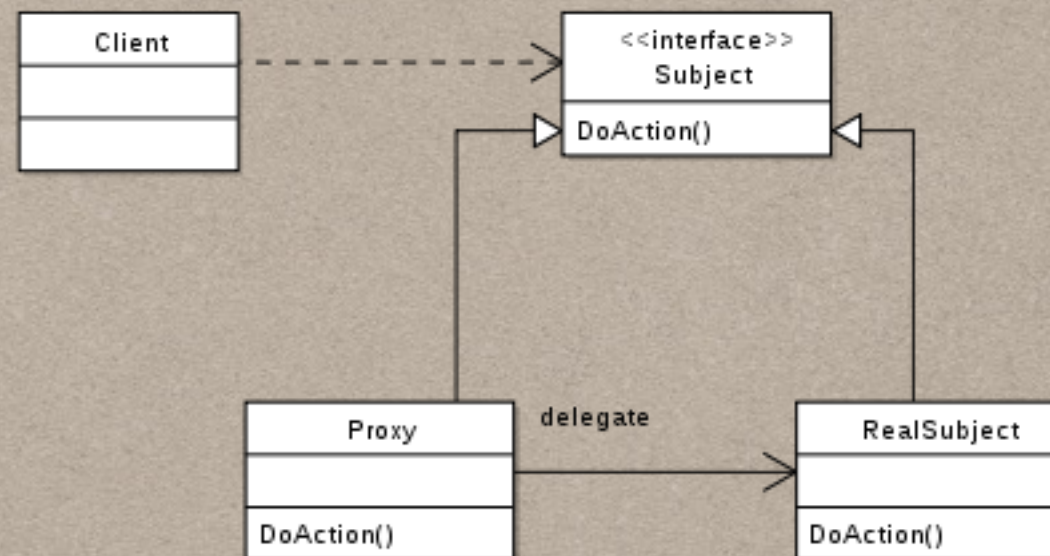 Client
<<interface>>
Subject
DoAction()
delegate
Proxy
RealSubject
DoAction()
DoAction()